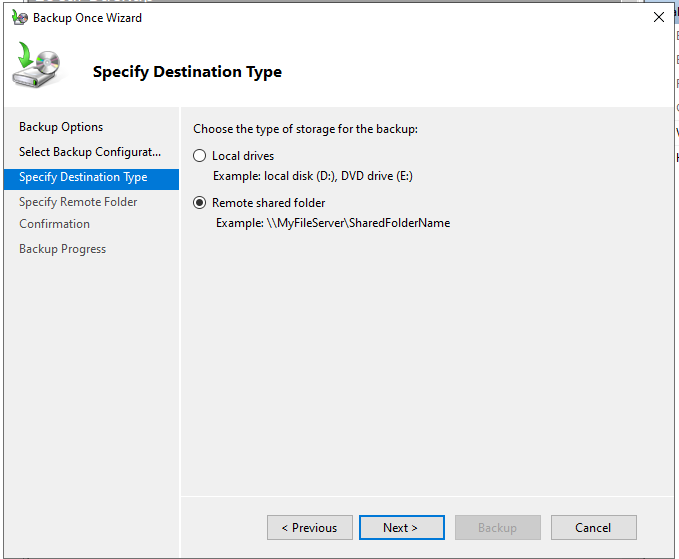 Backup Once Wizard
Specify Destination Type
Backup Options
Select Backup Configurat...
Specify Destination Type
Specify Remote Folder
Confirmation
Backup Progress
Choose the type of storage for the backup:
Local drives
Example: local disk (D:), DVD drive (E:)
Remote shared folder
Example: \\MyFileServer\SharedFolderName
< Previous
Next >
Backup
Cancel